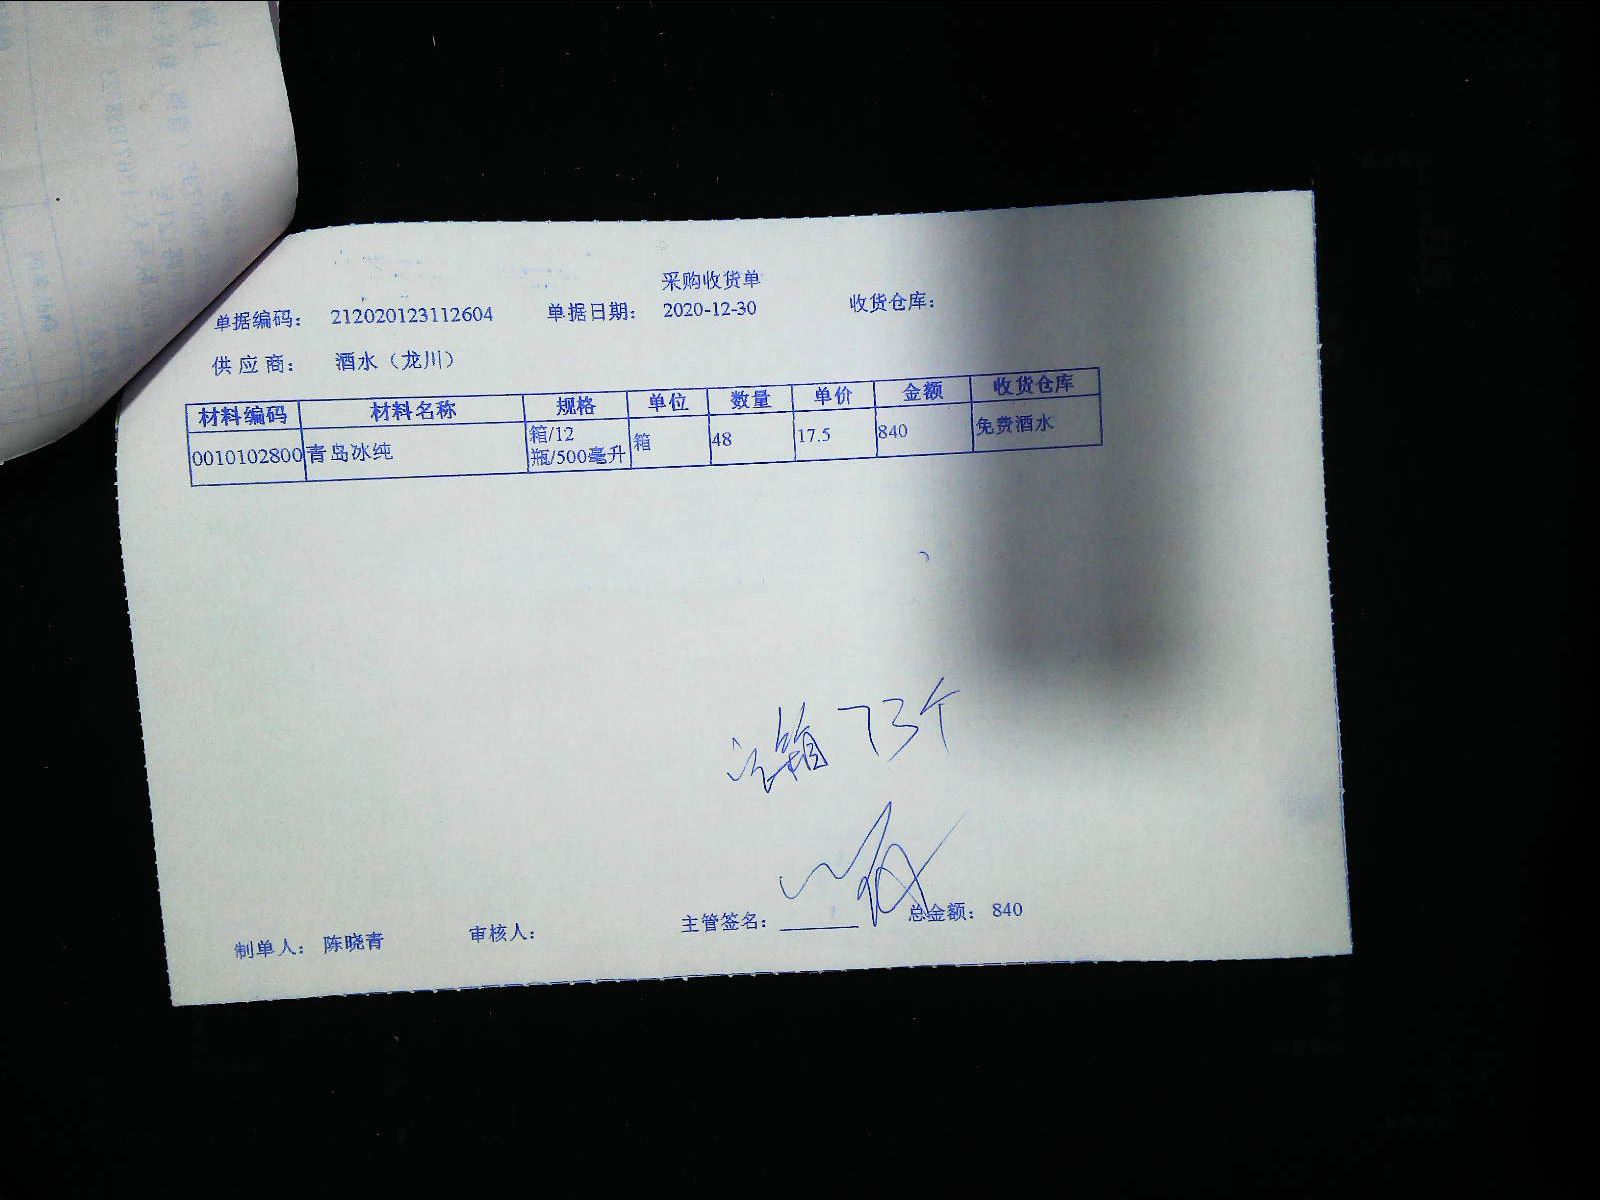 采购收货单
单据编码： 212020123112604 单据日期： 2020-12-30 收货仓库：
供 应 商： 酒水（龙川）
材料编码 材料名称 规格 单位 数量 单价 金额 收货仓库
0010102800 青岛冰纯 箱/12 瓶/500毫升 箱 48 17.5 840 免费酒水
箱 73个
制单人： 陈晓青 审核人： 主管签名： 总金额： 840